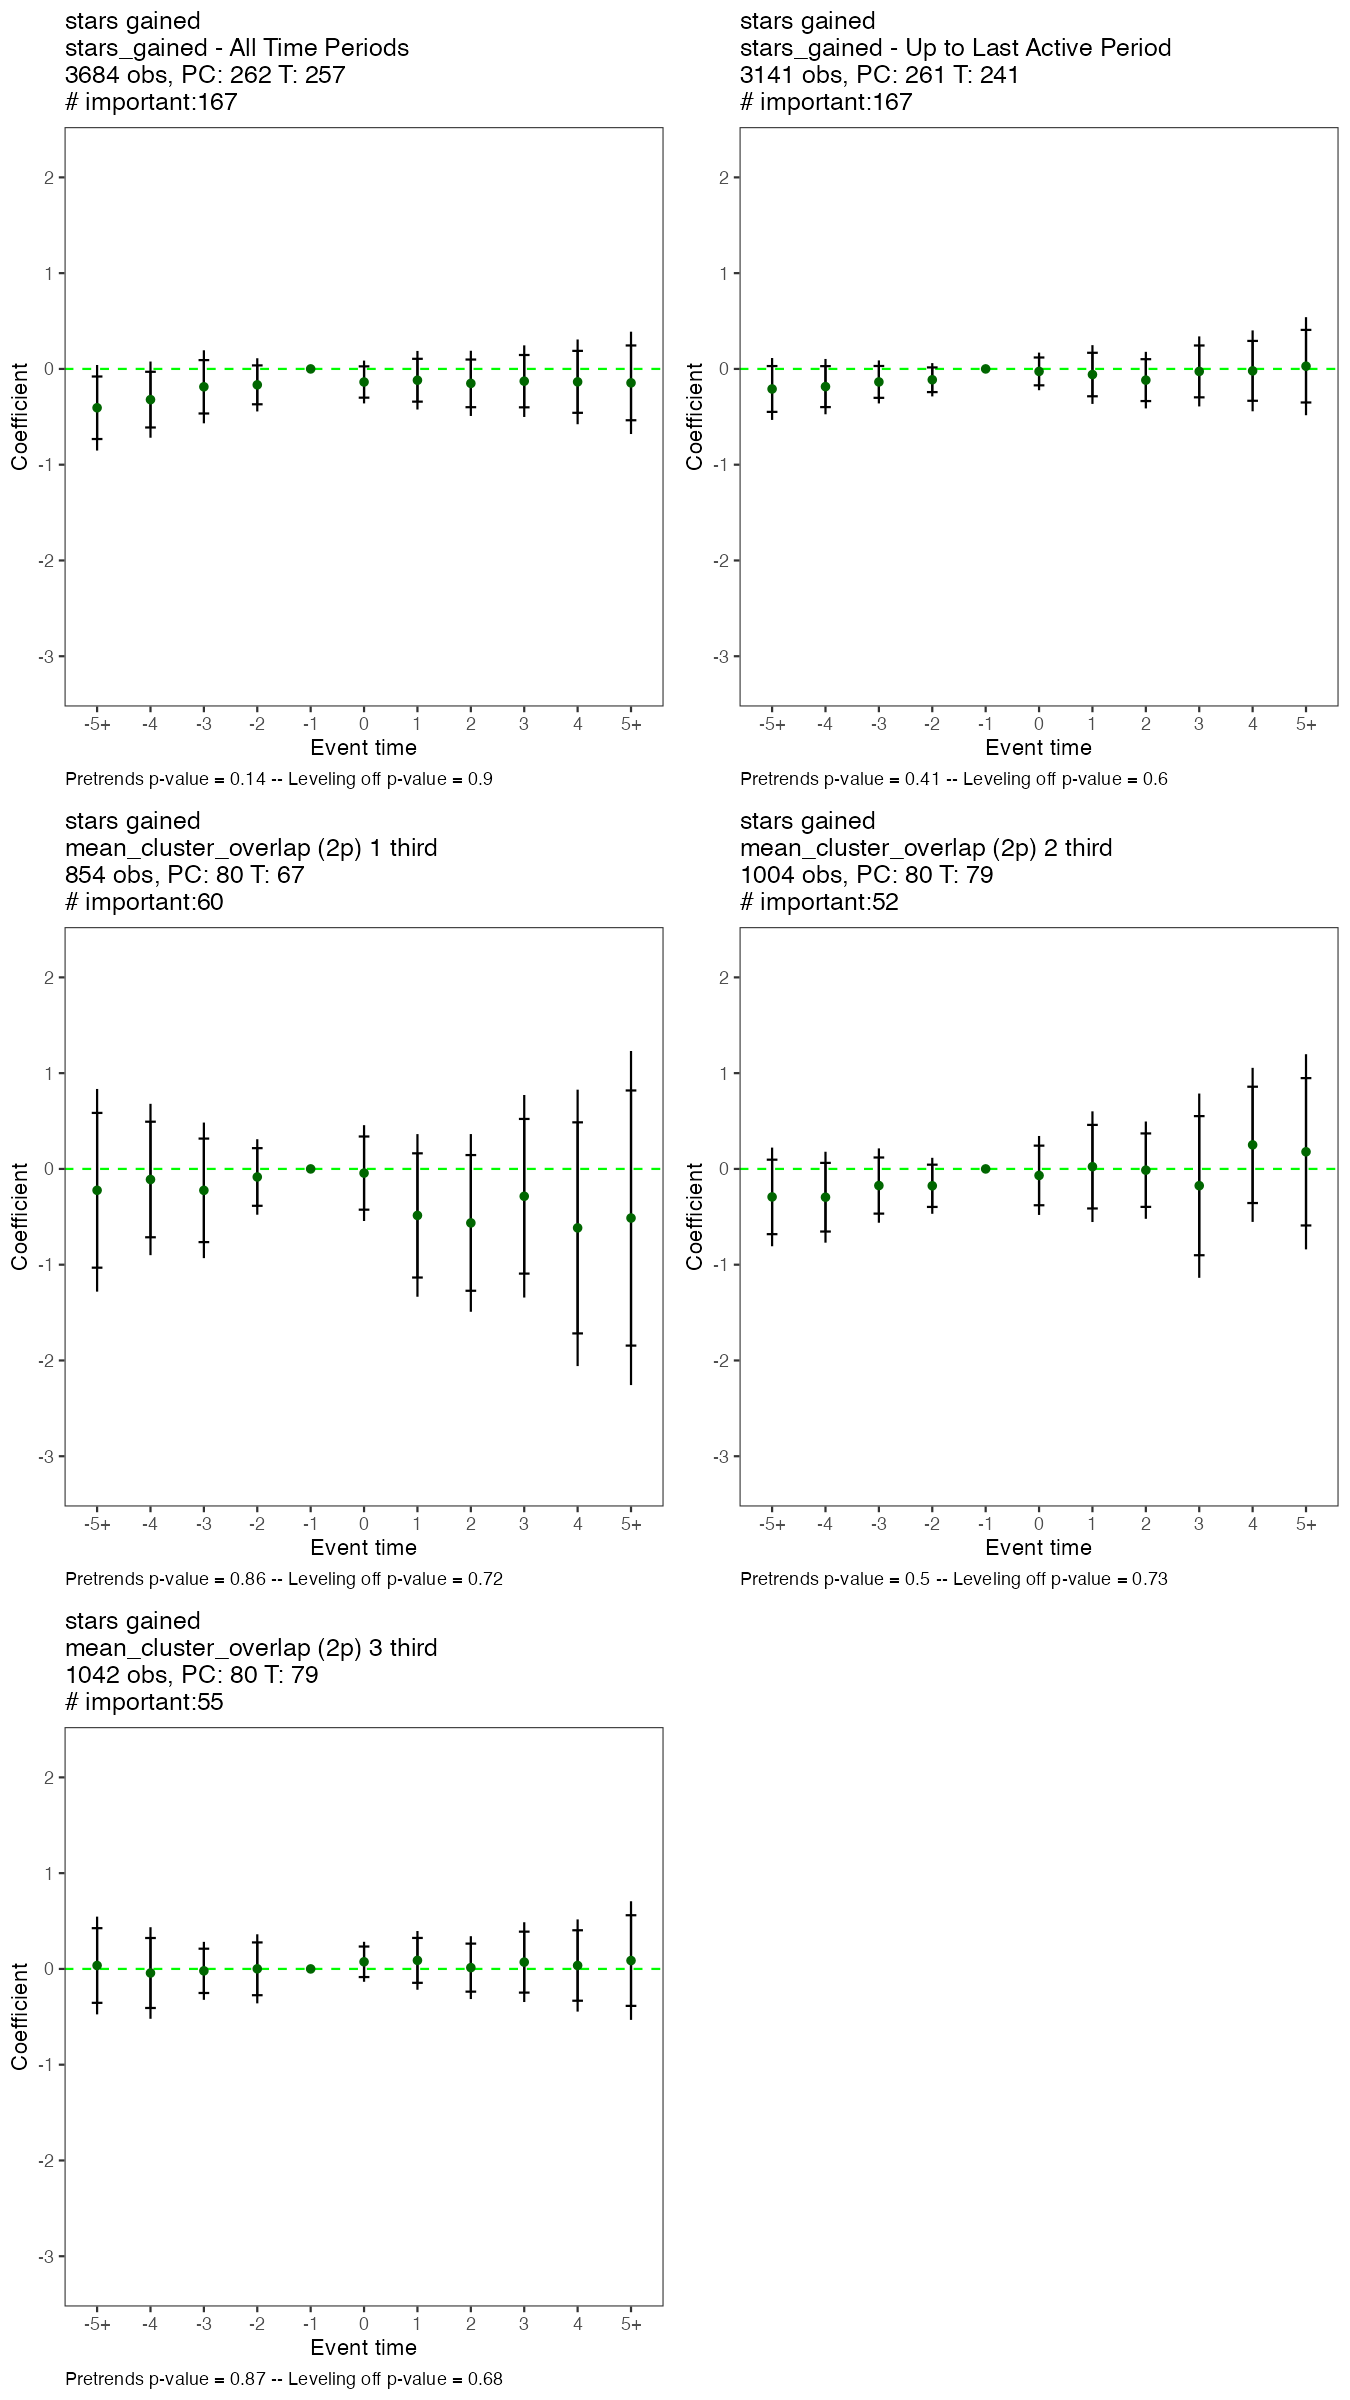 stars gained
stars_gained - All Time Periods
3684 obs, PC: 262 T: 257
# important:167
2
1
0
-1
-2
-3
Coefficient
-5+ -4 -3 -2 -1 0 1 2 3 4 5+
Event time
Pretrends p-value = 0.14 -- Leveling off p-value = 0.9
stars gained
stars_gained - Up to Last Active Period
3141 obs, PC: 261 T: 241
# important:167
2
1
0
-1
-2
-3
Coefficient
-5+ -4 -3 -2 -1 0 1 2 3 4 5+
Event time
Pretrends p-value = 0.41 -- Leveling off p-value = 0.6
stars gained
mean_cluster_overlap (2p) 1 third
854 obs, PC: 80 T: 67
# important:60
2
1
0
-1
-2
-3
Coefficient
-5+ -4 -3 -2 -1 0 1 2 3 4 5+
Event time
Pretrends p-value = 0.86 -- Leveling off p-value = 0.72
stars gained
mean_cluster_overlap (2p) 2 third
1004 obs, PC: 80 T: 79
# important:52
2
1
0
-1
-2
-3
Coefficient
-5+ -4 -3 -2 -1 0 1 2 3 4 5+
Event time
Pretrends p-value = 0.5 -- Leveling off p-value = 0.73
stars gained
mean_cluster_overlap (2p) 3 third
1042 obs, PC: 80 T: 79
# important:55
2
1
0
-1
-2
-3
Coefficient
-5+ -4 -3 -2 -1 0 1 2 3 4 5+
Event time
Pretrends p-value = 0.87 -- Leveling off p-value = 0.68